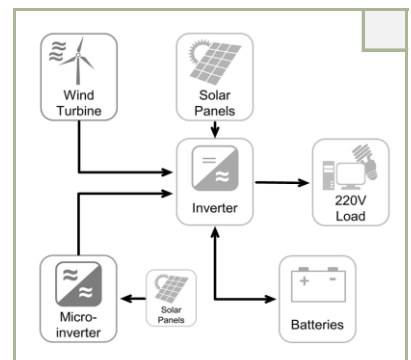 Wind
Turbine
Solar
Panels
Inverter
220V
Load
Micro-
inverter
Solar
Panels
Batteries